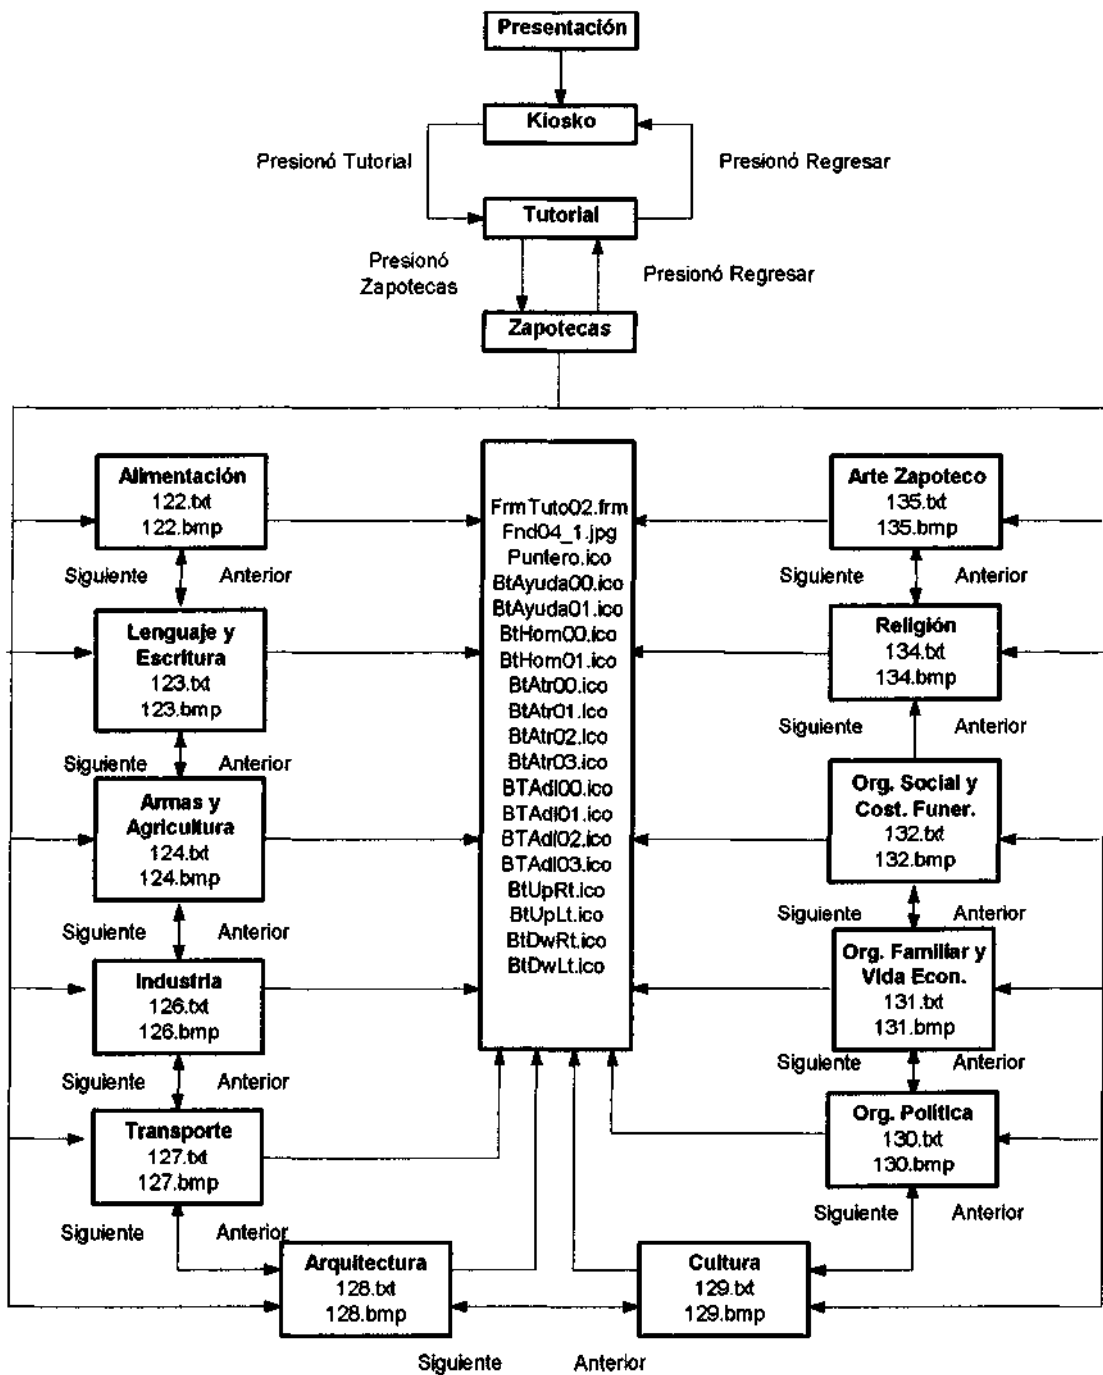 Presentación
Kiosko
Presionó Tutorial
Presionó Regresar
Tutorial
Presionó
Zapotecas
Presionó Regresar
Zapotecas
Alimentación
122.txt
122.bmp
Siguiente Anterior
Lenguaje y
Escritura
123.txt
123.bmp
Siguiente Anterior
Armas y
Agricultura
124.txt
124.bmp
Siguiente Anterior
Industria
126.txt
126.bmp
Siguiente Anterior
Transporte
127.txt
127.bmp
Siguiente Anterior
Arquitectura
128.txt
128.bmp
Siguiente Anterior
FrmTuto02.frm
Fnd04_1.jpg
Puntero.ico
BtAyuda00.ico
BtAyuda01.ico
BtHom00.ico
BtHom01.ico
BtAtr00.ico
BtAtr01.ico
BtAtr02.ico
BtAtr03.ico
BTAdl00.ico
BTAdl01.ico
BTAdl02.ico
BTAdl03.ico
BtUpRt.ico
BtUpLt.ico
BtDwRt.ico
BtDwLt.ico
Arte Zapoteco
135.txt
135.bmp
Siguiente Anterior
Religión
134.txt
134.bmp
Siguiente Anterior
Org. Social y
Cost. Funer.
132.txt
132.bmp
Siguiente Anterior
Org. Familiar y
Vida Econ.
131.txt
131.bmp
Siguiente Anterior
Org. Política
130.txt
130.bmp
Siguiente Anterior
Cultura
129.txt
129.bmp